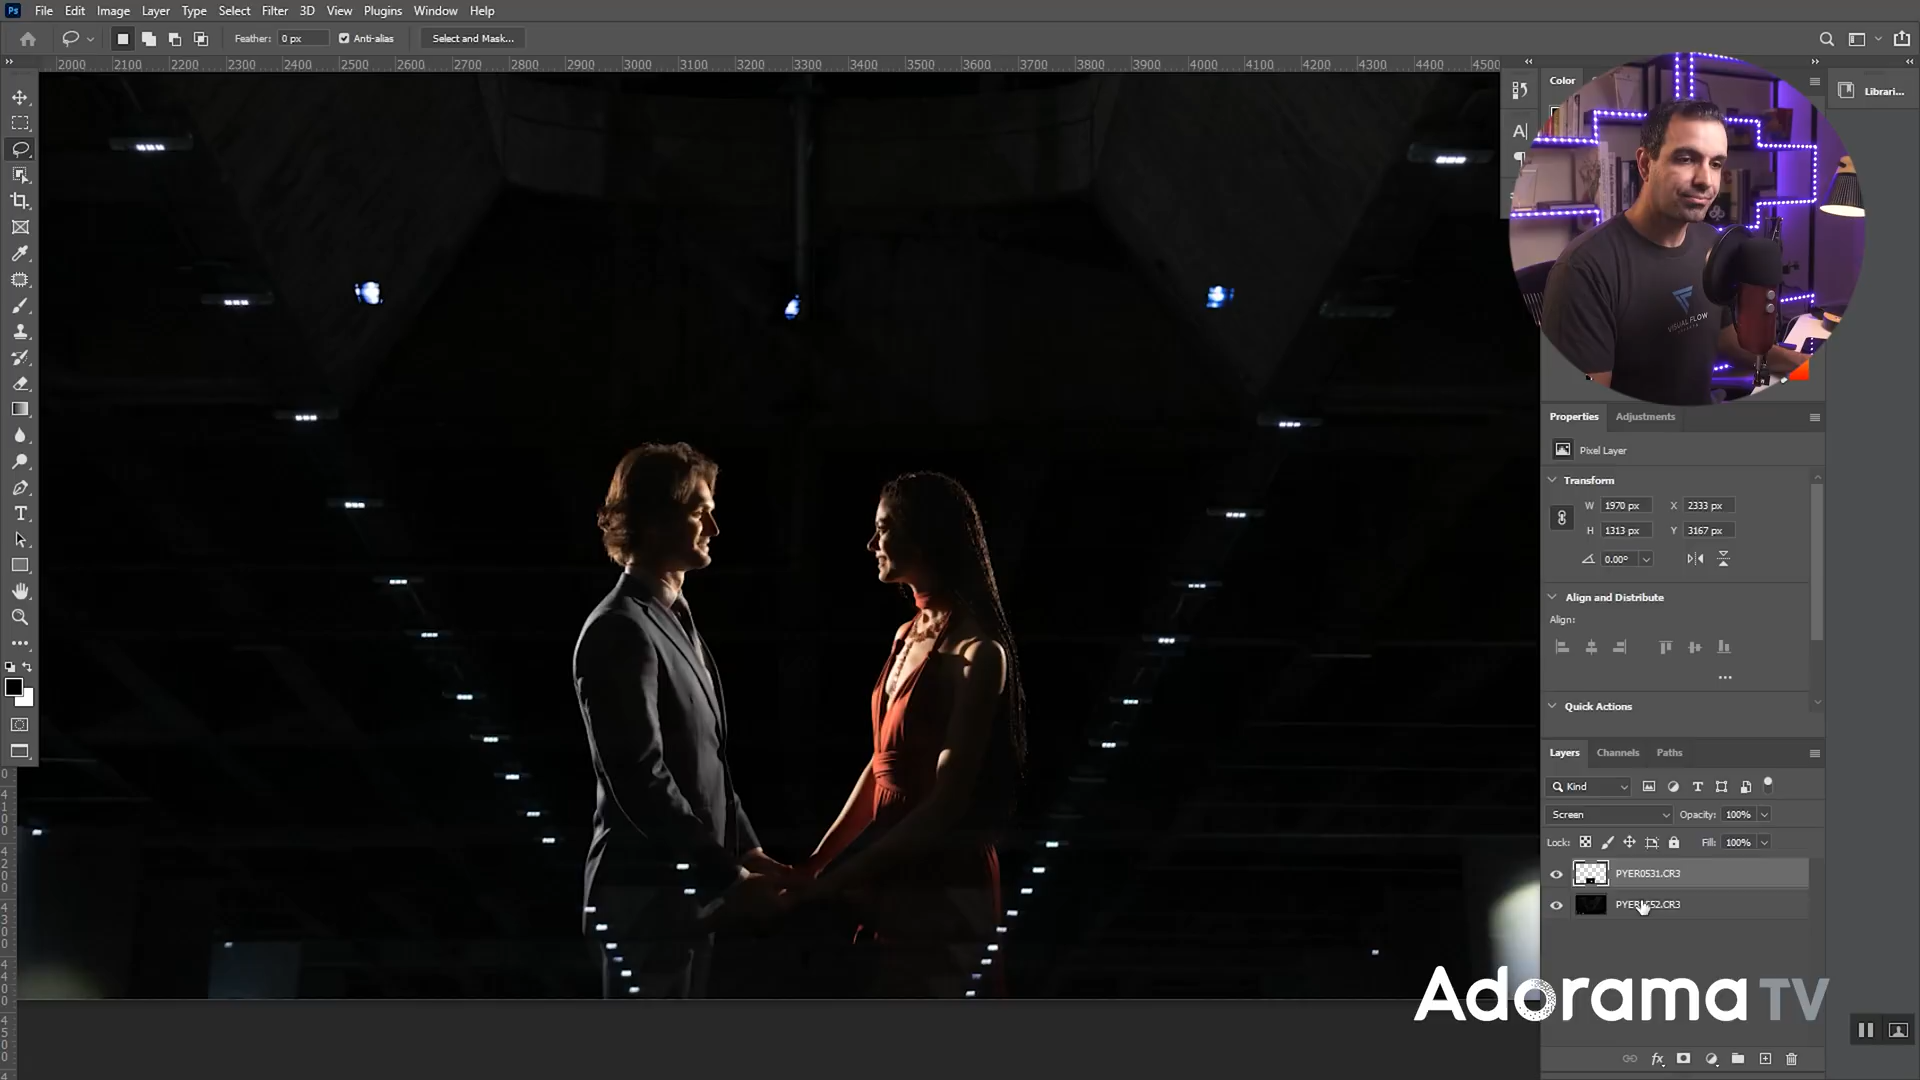 Ps File Edit Image Layer Type Select Filter 3D View Plugins Window Help
Feather: 0 px Anti-alias Select and Mask...
2000 2100 2200 2300 2400 2500 2600 2700 2800 2900 3000 3100 3200 3300 3400 3500 3600 3700 3800 3900 4000 4100 4200 4300 4400 4500
Color
Librari...
VISUAL FLOW
Properties Adjustments
Pixel Layer
Transform
W 1970 px X 2333 px
H 1313 px Y 3167 px
0.00°
Align and Distribute
Align:
Quick Actions
Layers Channels Paths
Kind
Screen Opacity: 100%
Lock: Fill: 100%
PYER0531.CR3
Adorama TV